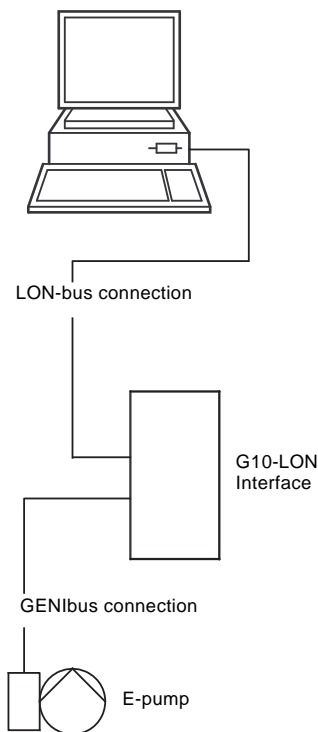 LON-bus connection
G10-LON
Interface
GENIbus connection
E-pump